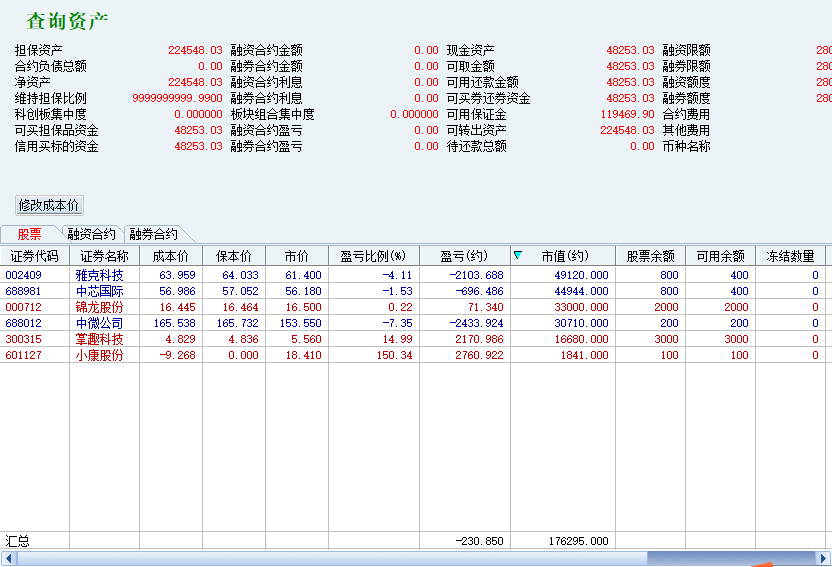 查询资产
担保资产 224548.03 融资合约金额 0.00 现金资产 48253.03 融资限额 280
合约负债总额 0.00 融券合约金额 0.00 可取金额 48253.03 融券限额 280
净资产 224548.03 融资合约利息 0.00 可用还款金额 48253.03 融资额度 280
维持担保比例 9999999999.9900 融券合约利息 0.00 可买券还券资金 48253.03 融券额度 280
科创板集中度 0.000000 板块组合集中度 0.000000 可用保证金 119469.90 合约费用
可买担保品资金 48253.03 融资合约盈亏 0.00 可转出资产 224548.03 其他费用
信用买标的资金 48253.03 融券合约盈亏 0.00 待还款总额 0.00 币种名称
修改成本价
股票 融资合约 融券合约
证券代码 证券名称 成本价 保本价 市价 盈亏比例(%) 盈亏(约) 市值(约) 股票余额 可用余额 冻结数量
002409 雅克科技 63.959 64.033 61.400 -4.11 -2103.688 49120.000 800 400 0
688981 中芯国际 56.986 57.052 56.180 -1.53 -696.486 44944.000 800 400 0
000712 锦龙股份 16.445 16.464 16.500 0.22 71.340 33000.000 2000 2000 0
688012 中微公司 165.538 165.732 153.550 -7.35 -2433.924 30710.000 200 200 0
300315 掌趣科技 4.829 4.836 5.560 14.99 2170.986 16680.000 3000 3000 0
601127 小康股份 -9.268 0.000 18.410 150.34 2760.922 1841.000 100 100 0
汇总 -230.850 176295.000